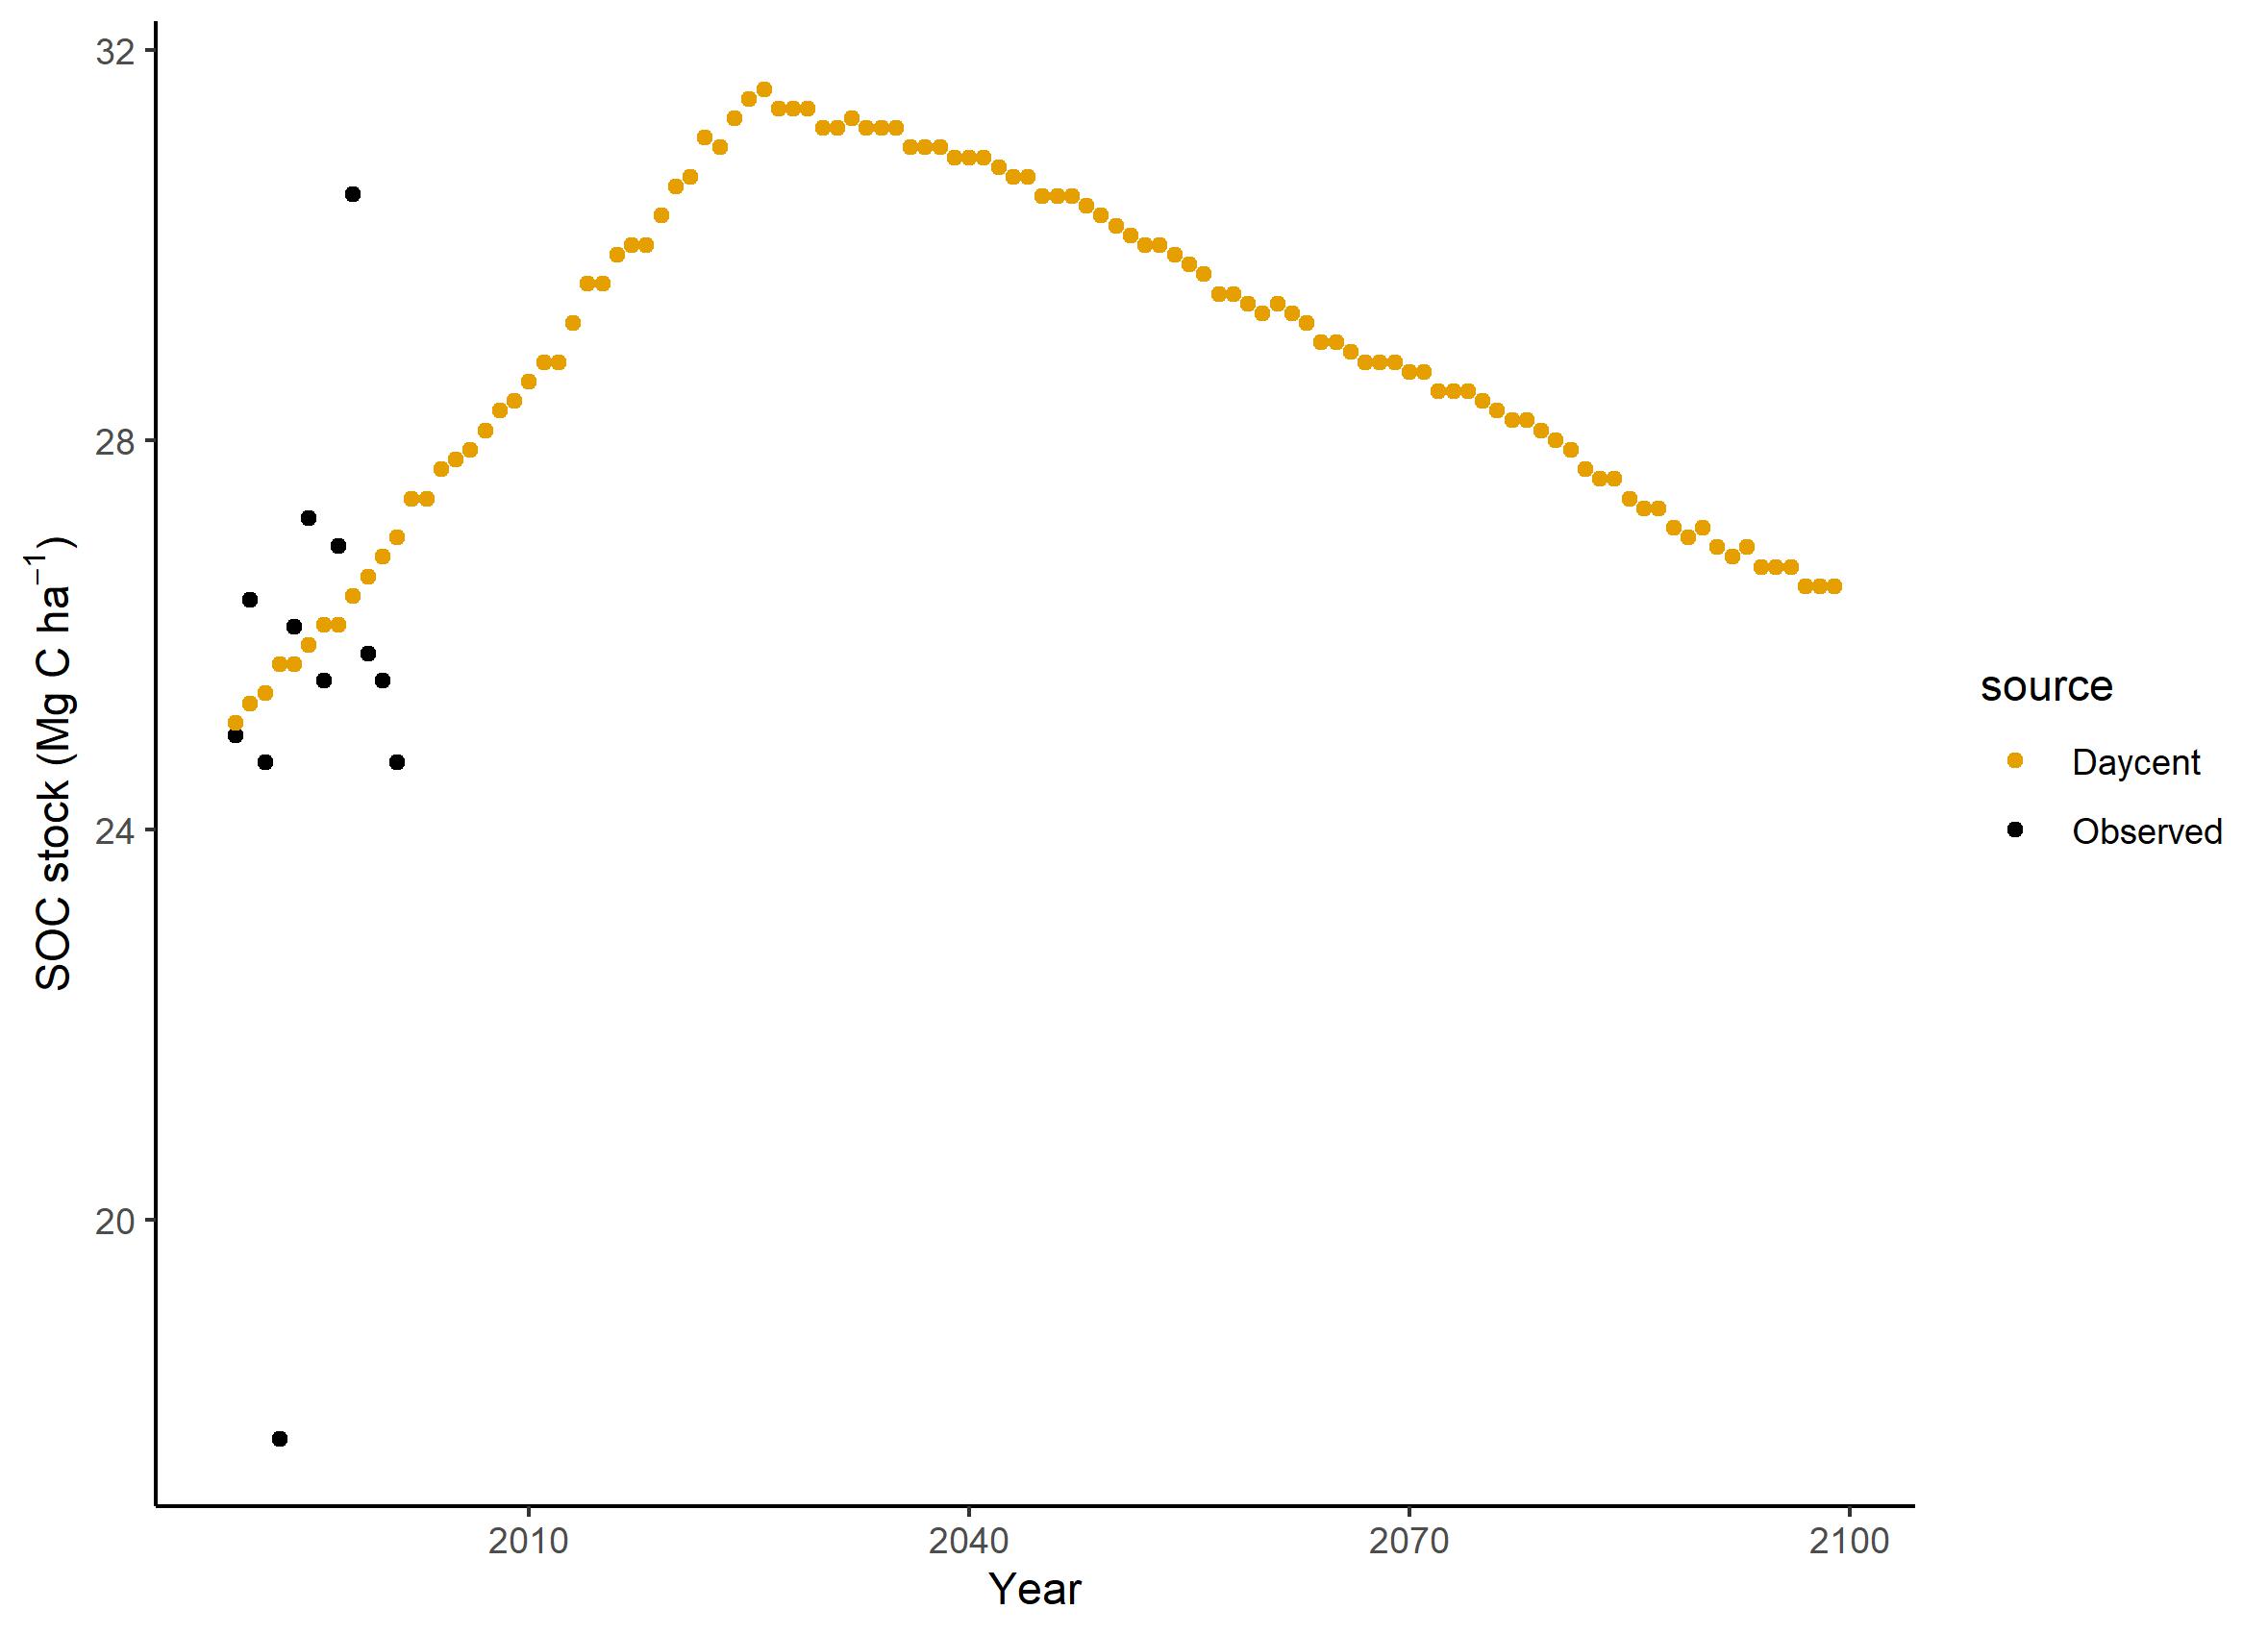 32
28
24
20
SOC stock (Mg C ha⁻¹)
2010 2040 2070 2100
Year
source
Daycent
Observed